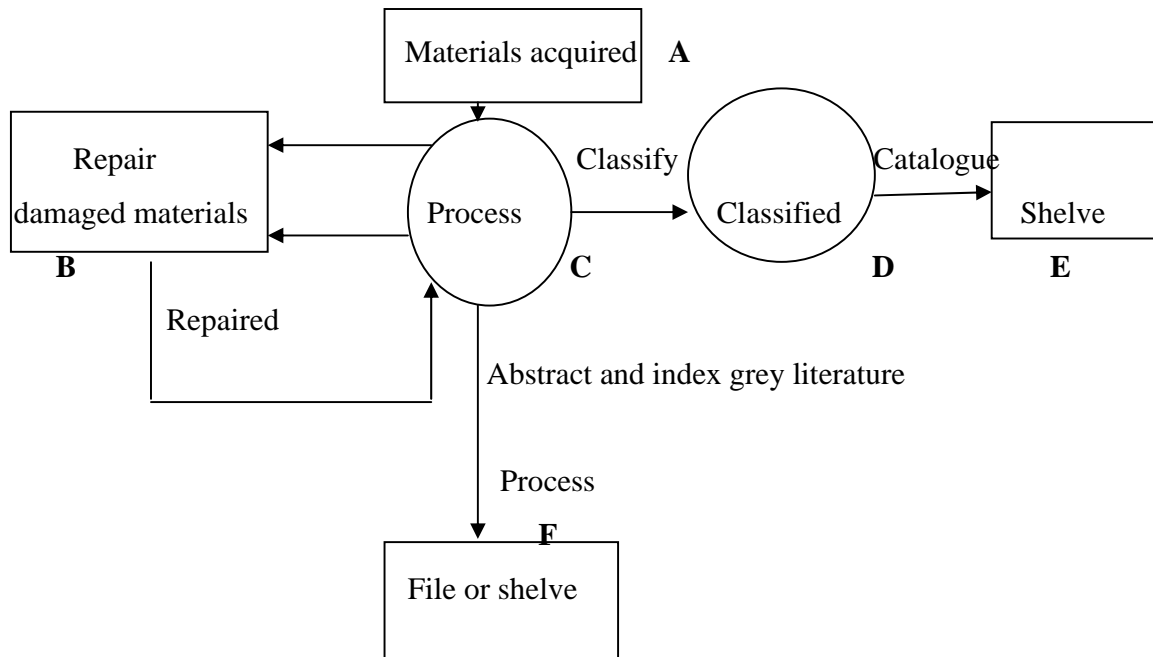 Materials acquired
A
Repair
damaged materials
B
Process
C
Classify
Classified
D
Catalogue
Shelve
E
Repaired
Abstract and index grey literature
Process
F
File or shelve